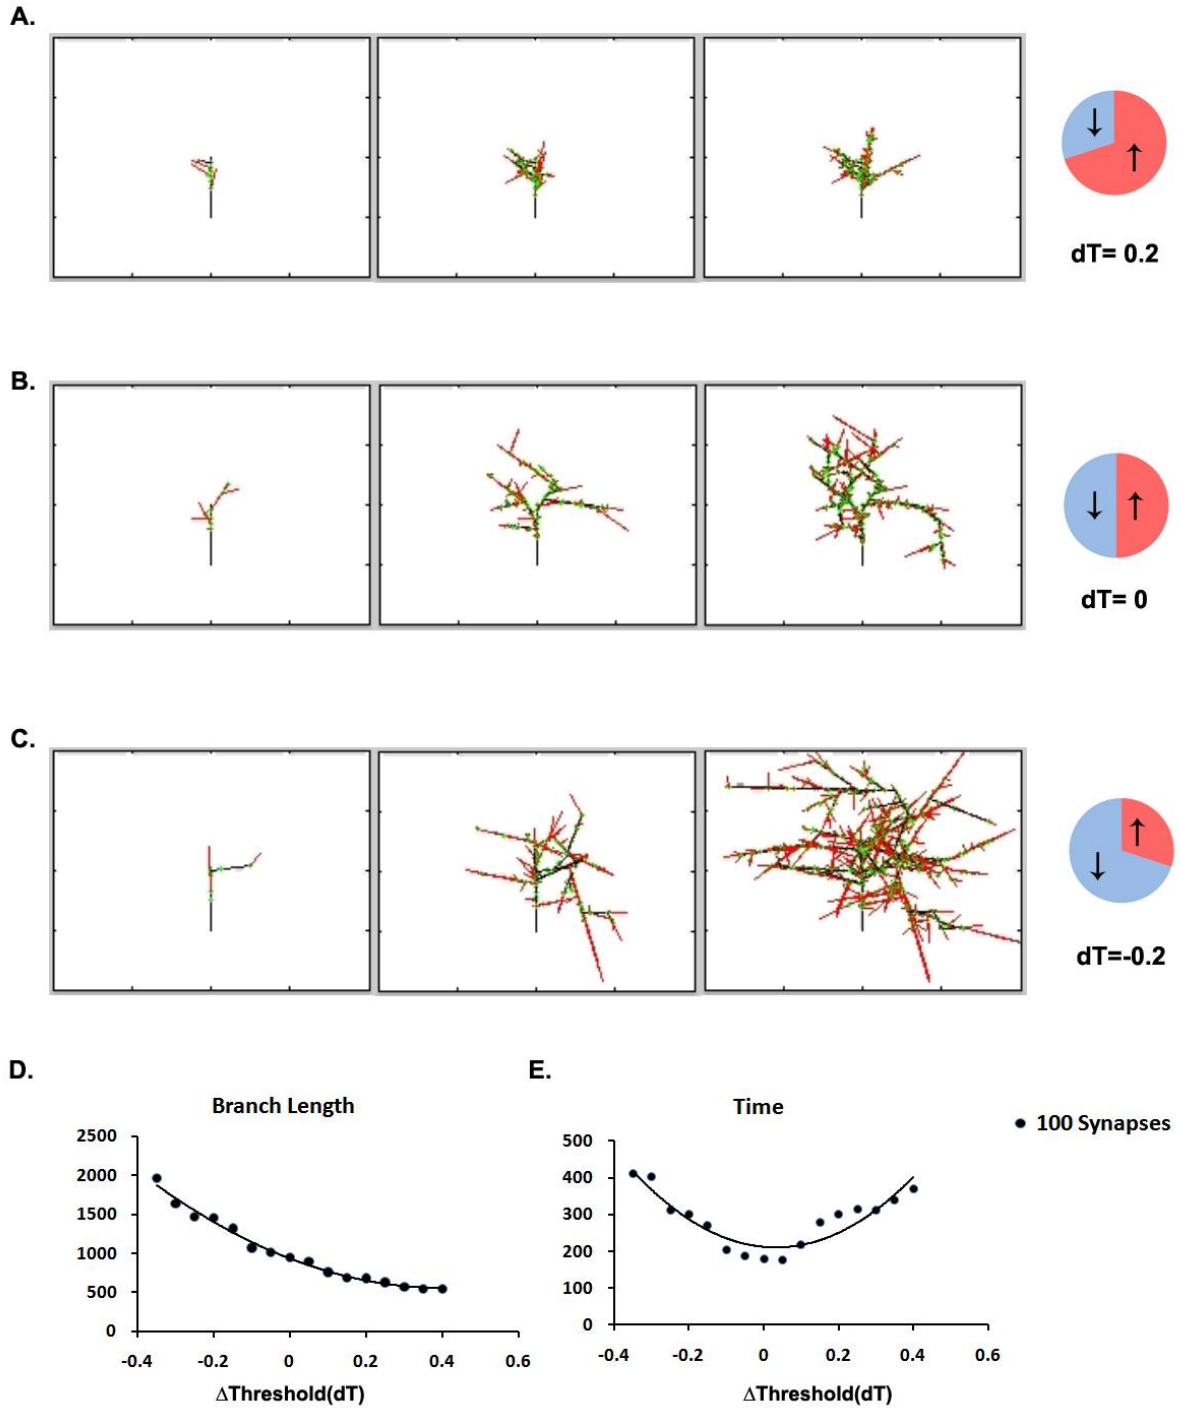 A.
↓
↑
dT= 0.2
B.
↓ ↑
dT= 0
C.
↑
↓
dT=-0.2
D.
E.
Branch Length
Time
100 Synapses
2500
2000
1500
1000
500
0
-0.4 -0.2 0 0.2 0.4 0.6
ΔThreshold(dT)
500
400
300
200
100
0
-0.4 -0.2 0 0.2 0.4 0.6
ΔThreshold(dT)